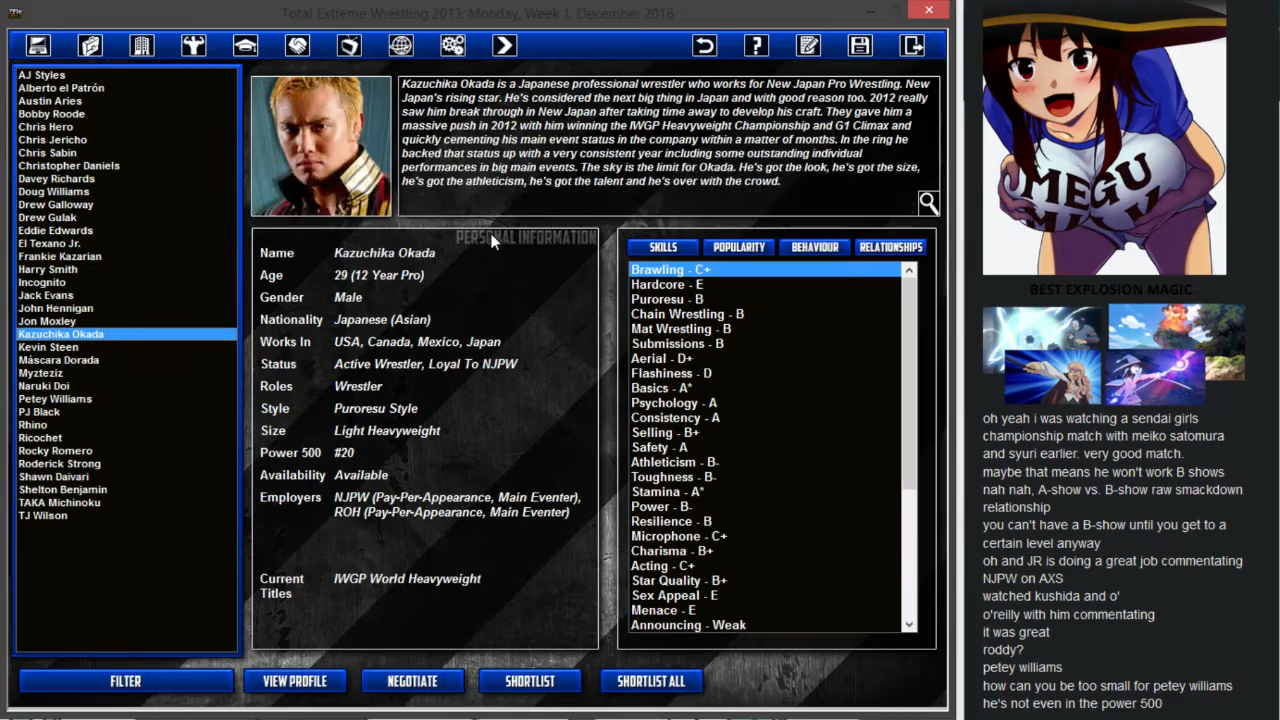 Total Extreme Wrestling 2013: Monday, Week 1, December 2016
AJ Styles
Alberto el Patrón
Austin Aries
Bobby Roode
Chris Hero
Chris Jericho
Chris Sabin
Christopher Daniels
Davey Richards
Doug Williams
Drew Galloway
Drew Gulak
Eddie Edwards
El Texano Jr.
Frankie Kazarian
Harry Smith
Incognito
Jack Evans
John Hennigan
Jon Moxley
Kazuchika Okada
Kevin Steen
Máscara Dorada
Myzteziz
Naruki Doi
Petey Williams
PJ Black
Rhino
Ricochet
Rocky Romero
Roderick Strong
Shawn Daivari
Shelton Benjamin
TAKA Michinoku
TJ Wilson
Kazuchika Okada is a Japanese professional wrestler who works for New Japan Pro Wrestling. New
Japan's rising star. He's considered the next big thing in Japan and with good reason too. 2012 really
saw him break through in New Japan after taking time away to develop his craft. They gave him a
massive push in 2012 with him winning the IWGP Heavyweight Championship and G1 Climax and
quickly cementing his main event status in the company within a matter of months. In the ring he
backed that status up with a very consistent year including some outstanding individual
performances in big main events. The sky is the limit for Okada. He's got the look, he's got the size,
he's got the athleticism, he's got the talent and he's over with the crowd.
PERSONAL INFORMATION
Name Kazuchika Okada
Age 29 (12 Year Pro)
Gender Male
Nationality Japanese (Asian)
Works In USA, Canada, Mexico, Japan
Status Active Wrestler, Loyal To NJPW
Roles Wrestler
Style Puroresu Style
Size Light Heavyweight
Power 500 #20
Availability Available
Employers NJPW (Pay-Per-Appearance, Main Eventer),
ROH (Pay-Per-Appearance, Main Eventer)
Current IWGP World Heavyweight
Titles
SKILLS POPULARITY BEHAVIOUR RELATIONSHIPS
Brawling - C+
Hardcore - E
Puroresu - B
Chain Wrestling - B
Mat Wrestling - B
Submissions - B
Aerial - D+
Flashiness - D
Basics - A*
Psychology - A
Consistency - A
Selling - B+
Safety - A
Athleticism - B-
Toughness - B-
Stamina - A*
Power - B-
Resilience - B
Microphone - C+
Charisma - B+
Acting - C+
Star Quality - B+
Sex Appeal - E
Menace - E
Announcing - Weak
FILTER VIEW PROFILE NEGOTIATE SHORTLIST SHORTLIST ALL
MEGU
MI
BEST EXPLOSION MAGIC
oh yeah i was watching a sendai girls
championship match with meiko satomura
and syuri earlier. very good match.
maybe that means he won't work B shows
nah nah, A-show vs. B-show raw smackdown
relationship
you can't have a B-show until you get to a
certain level anyway
oh and JR is doing a great job commentating
NJPW on AXS
watched kushida and o'
o'reilly with him commentating
it was great
roddy?
petey williams
how can you be too small for petey williams
he's not even in the power 500